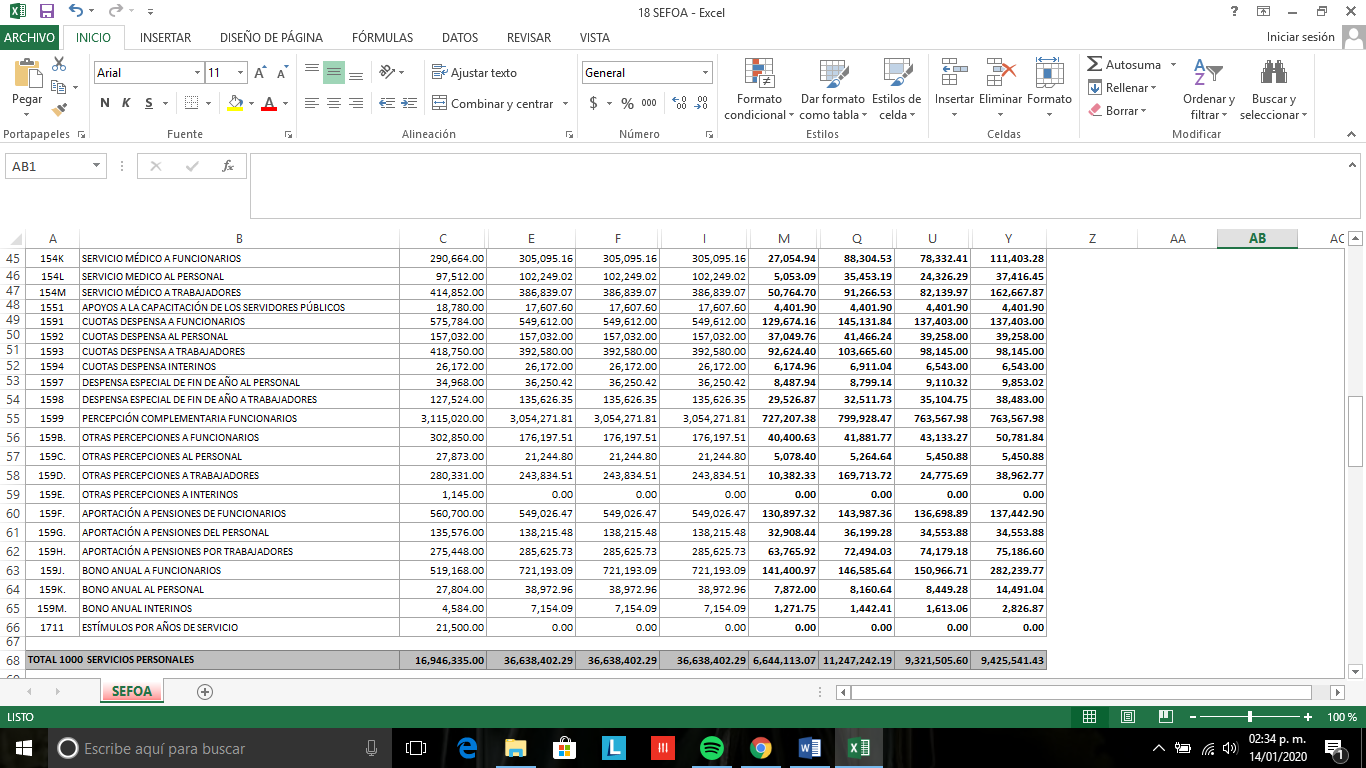 18 SEFOA - Excel
ARCHIVO INICIO INSERTAR DISEÑO DE PÁGINA FÓRMULAS DATOS REVISAR VISTA Iniciar sesión
Pegar
Portapapeles
Arial 11
N K S
Fuente
Ajustar texto
Combinar y centrar
Alineación
General
$ % 000
Número
Formato condicional
Dar formato como tabla
Estilos de celda
Estilos
Insertar Eliminar Formato
Celdas
Autosuma
Rellenar
Borrar
Ordenar y filtrar
Buscar y seleccionar
Modificar
AB1 fx
A B C E F I M Q U Y Z AA AB AC
45 154K SERVICIO MÉDICO A FUNCIONARIOS 290,664.00 305,095.16 305,095.16 305,095.16 27,054.94 88,304.53 78,332.41 111,403.28
46 154L SERVICIO MEDICO AL PERSONAL 97,512.00 102,249.02 102,249.02 102,249.02 5,053.09 35,453.19 24,326.29 37,416.45
47 154M SERVICIO MÉDICO A TRABAJADORES 414,852.00 386,839.07 386,839.07 386,839.07 50,764.70 91,266.53 82,139.97 162,667.87
48 1551 APOYOS A LA CAPACITACIÓN DE LOS SERVIDORES PÚBLICOS 18,780.00 17,607.60 17,607.60 17,607.60 4,401.90 4,401.90 4,401.90 4,401.90
49 1591 CUOTAS DESPENSA A FUNCIONARIOS 575,784.00 549,612.00 549,612.00 549,612.00 129,674.16 145,131.84 137,403.00 137,403.00
50 1592 CUOTAS DESPENSA AL PERSONAL 157,032.00 157,032.00 157,032.00 157,032.00 37,049.76 41,466.24 39,258.00 39,258.00
51 1593 CUOTAS DESPENSA A TRABAJADORES 418,750.00 392,580.00 392,580.00 392,580.00 92,624.40 103,665.60 98,145.00 98,145.00
52 1594 CUOTAS DESPENSA INTERINOS 26,172.00 26,172.00 26,172.00 26,172.00 6,174.96 6,911.04 6,543.00 6,543.00
53 1597 DESPENSA ESPECIAL DE FIN DE AÑO AL PERSONAL 34,968.00 36,250.42 36,250.42 36,250.42 8,487.94 8,799.14 9,110.32 9,853.02
54 1598 DESPENSA ESPECIAL DE FIN DE AÑO A TRABAJADORES 127,524.00 135,626.35 135,626.35 135,626.35 29,526.87 32,511.73 35,104.75 38,483.00
55 1599 PERCEPCIÓN COMPLEMENTARIA FUNCIONARIOS 3,115,020.00 3,054,271.81 3,054,271.81 3,054,271.81 727,207.38 799,928.47 763,567.98 763,567.98
56 159B. OTRAS PERCEPCIONES A FUNCIONARIOS 302,850.00 176,197.51 176,197.51 176,197.51 40,400.63 41,881.77 43,133.27 50,781.84
57 159C. OTRAS PERCEPCIONES AL PERSONAL 27,873.00 21,244.80 21,244.80 21,244.80 5,078.40 5,264.64 5,450.88 5,450.88
58 159D. OTRAS PERCEPCIONES A TRABAJADORES 280,331.00 243,834.51 243,834.51 243,834.51 10,382.33 169,713.72 24,775.69 38,962.77
59 159E. OTRAS PERCEPCIONES A INTERINOS 1,145.00 0.00 0.00 0.00 0.00 0.00 0.00 0.00
60 159F. APORTACIÓN A PENSIONES DE FUNCIONARIOS 560,700.00 549,026.47 549,026.47 549,026.47 130,897.32 143,987.36 136,698.89 137,442.90
61 159G. APORTACIÓN A PENSIONES DEL PERSONAL 135,576.00 138,215.48 138,215.48 138,215.48 32,908.44 36,199.28 34,553.88 34,553.88
62 159H. APORTACIÓN A PENSIONES POR TRABAJADORES 275,448.00 285,625.73 285,625.73 285,625.73 63,765.92 72,494.03 74,179.18 75,186.60
63 159J. BONO ANUAL A FUNCIONARIOS 519,168.00 721,193.09 721,193.09 721,193.09 141,400.97 146,585.64 150,966.71 282,239.77
64 159K. BONO ANUAL AL PERSONAL 27,804.00 38,972.96 38,972.96 38,972.96 7,872.00 8,160.64 8,449.28 14,491.04
65 159M. BONO ANUAL INTERINOS 4,584.00 7,154.09 7,154.09 7,154.09 1,271.75 1,442.41 1,613.06 2,826.87
66 1711 ESTÍMULOS POR AÑOS DE SERVICIO 21,500.00 0.00 0.00 0.00 0.00 0.00 0.00 0.00
67
68 TOTAL 1000 SERVICIOS PERSONALES 16,946,335.00 36,638,402.29 36,638,402.29 36,638,402.29 6,644,113.07 11,247,242.19 9,321,505.60 9,425,541.43
SEFOA
LISTO 100 %
Escribe aquí para buscar
02:34 p. m.
14/01/2020